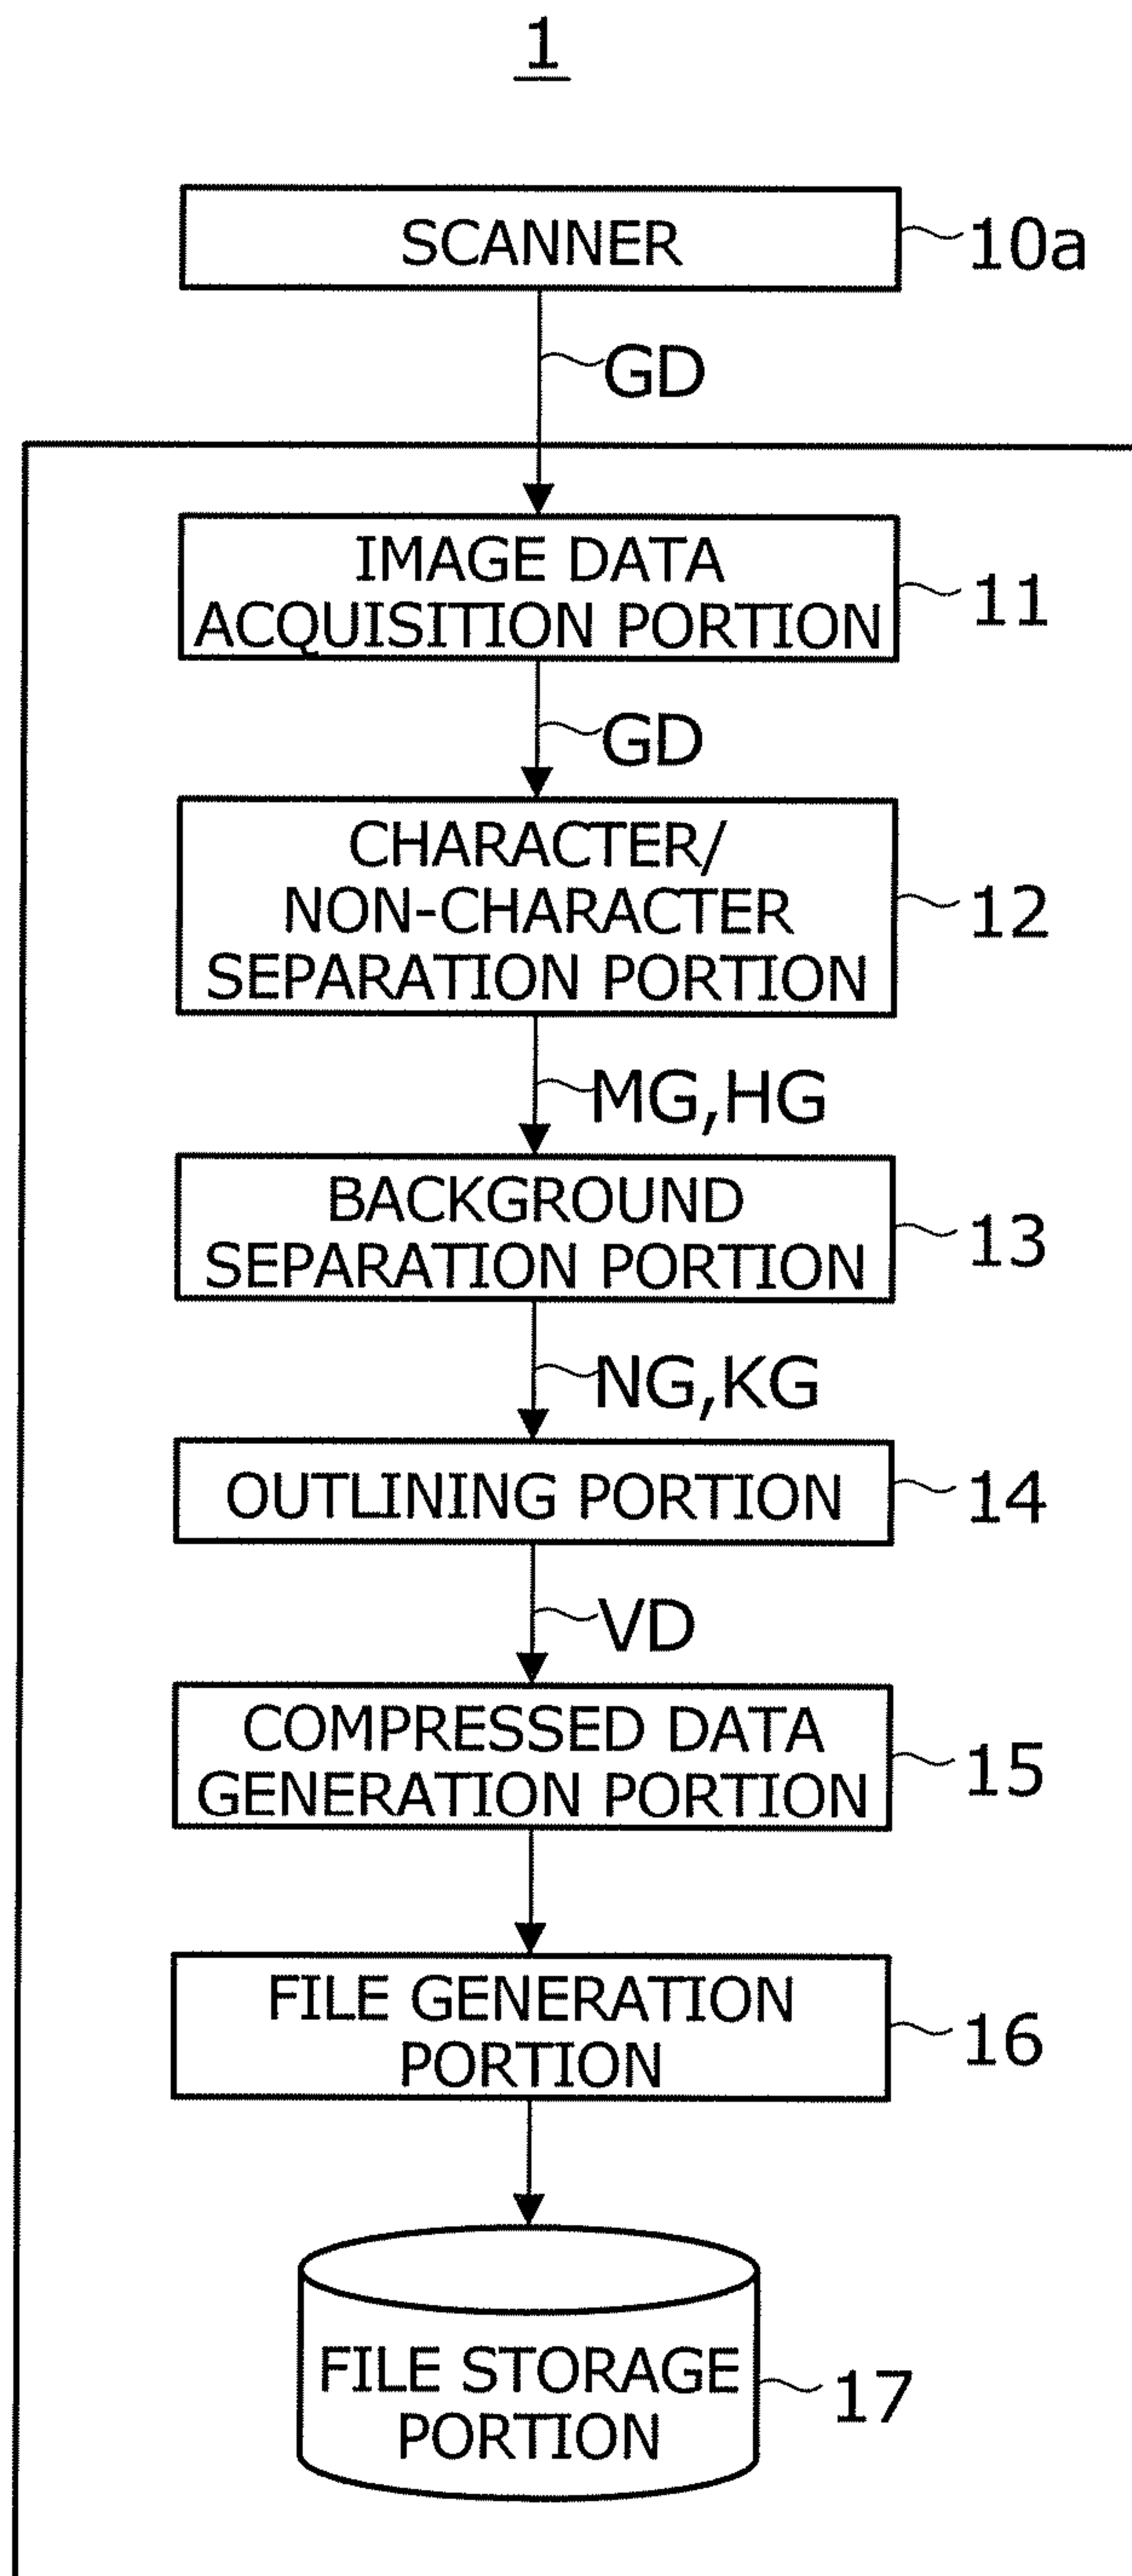 1
SCANNER
10a
GD
IMAGE DATA
ACQUISITION PORTION
11
GD
CHARACTER/
NON-CHARACTER
SEPARATION PORTION
12
MG,HG
BACKGROUND
SEPARATION PORTION
13
NG,KG
OUTLINING PORTION
14
VD
COMPRESSED DATA
GENERATION PORTION
15
FILE GENERATION
PORTION
16
FILE STORAGE
PORTION
17